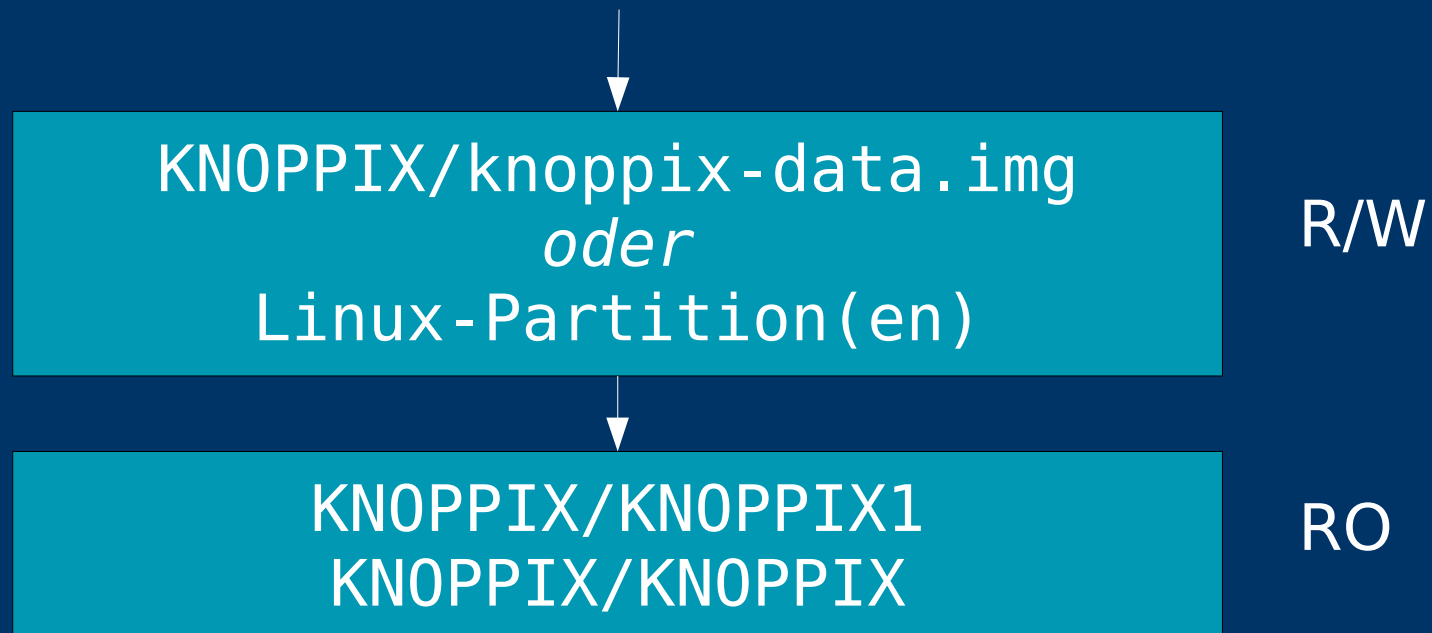 KNOPPIX/knoppix-data.img
oder
Linux-Partition(en)
R/W
KNOPPIX/KNOPPIX1
KNOPPIX/KNOPPIX
RO